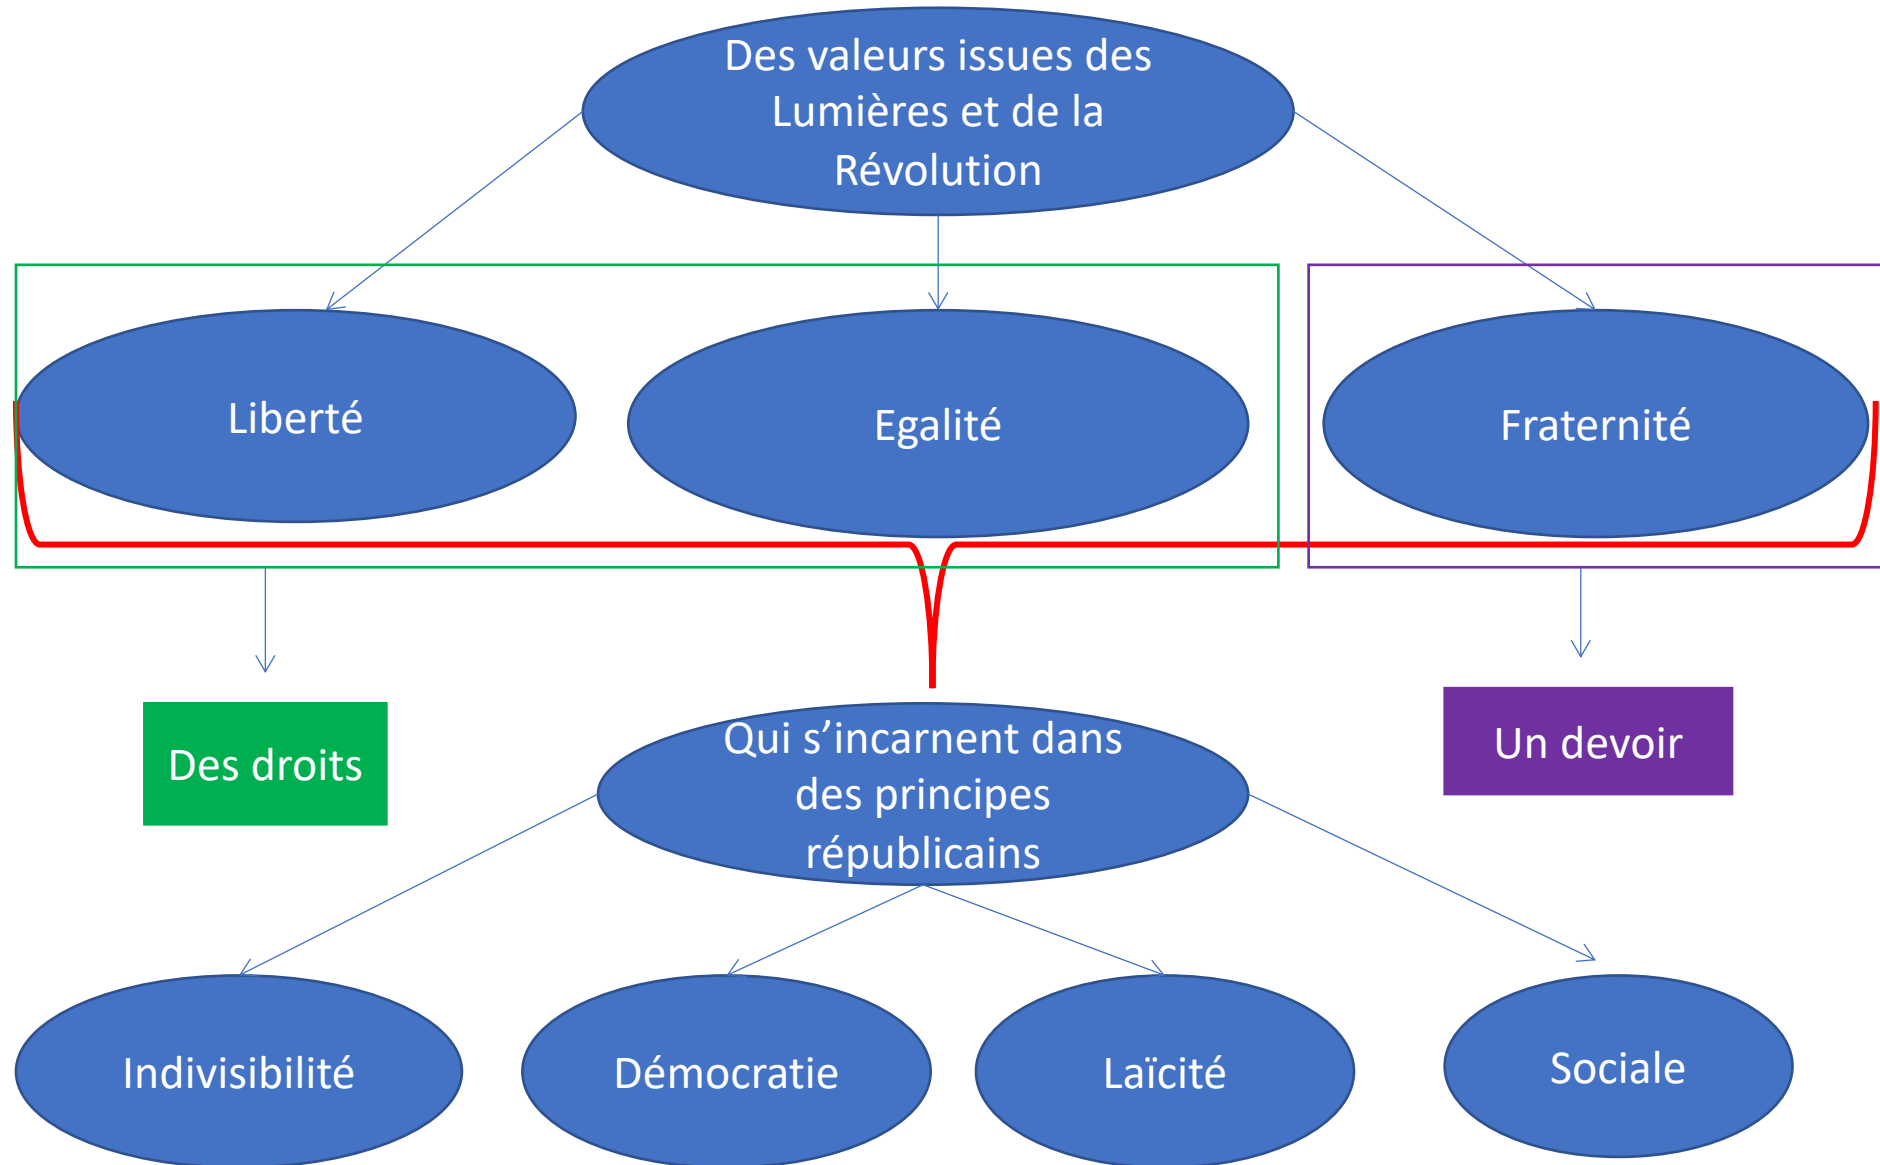 Des valeurs issues des
Lumières et de la
Révolution
Liberté
Egalité
Fraternité
Des droits
Qui s’incarnent dans
des principes
républicains
Un devoir
Indivisibilité
Démocratie
Laïcité
Sociale